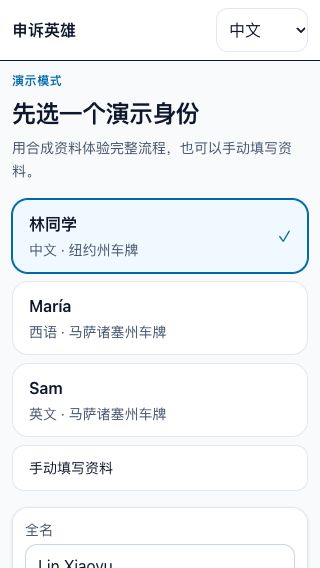 申诉英雄
中文
演示模式
先选一个演示身份
用合成资料体验完整流程，也可以手动填写资
料。
林同学
中文 · 纽约州车牌
María
西语 · 马萨诸塞州车牌
Sam
英文 · 马萨诸塞州车牌
手动填写资料
全名
Lin Xiaoyu